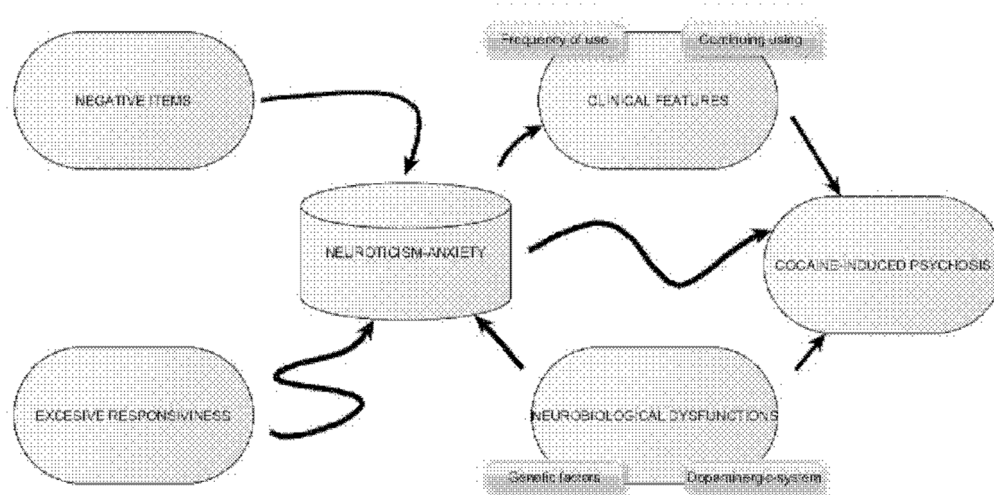 Frequency of use
Continuing using
NEGATIVE ITEMS
CLINICAL FEATURES
NEUROTICISM-ANXIETY
COCAINE-INDUCED PSYCHOSIS
EXCESIVE RESPONSIVINESS
NEUROBIOLOGICAL DYSFUNCTIONS
Genetic factors
Dopaminergic-system